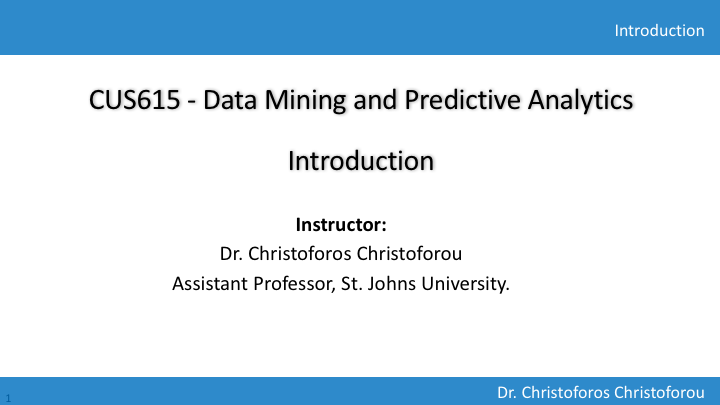 Introduction
CUS615 - Data Mining and Predictive Analytics
Introduction
Instructor:
Dr. Christoforos Christoforou
Assistant Professor, St. Johns University.
1
Dr. Christoforos Christoforou